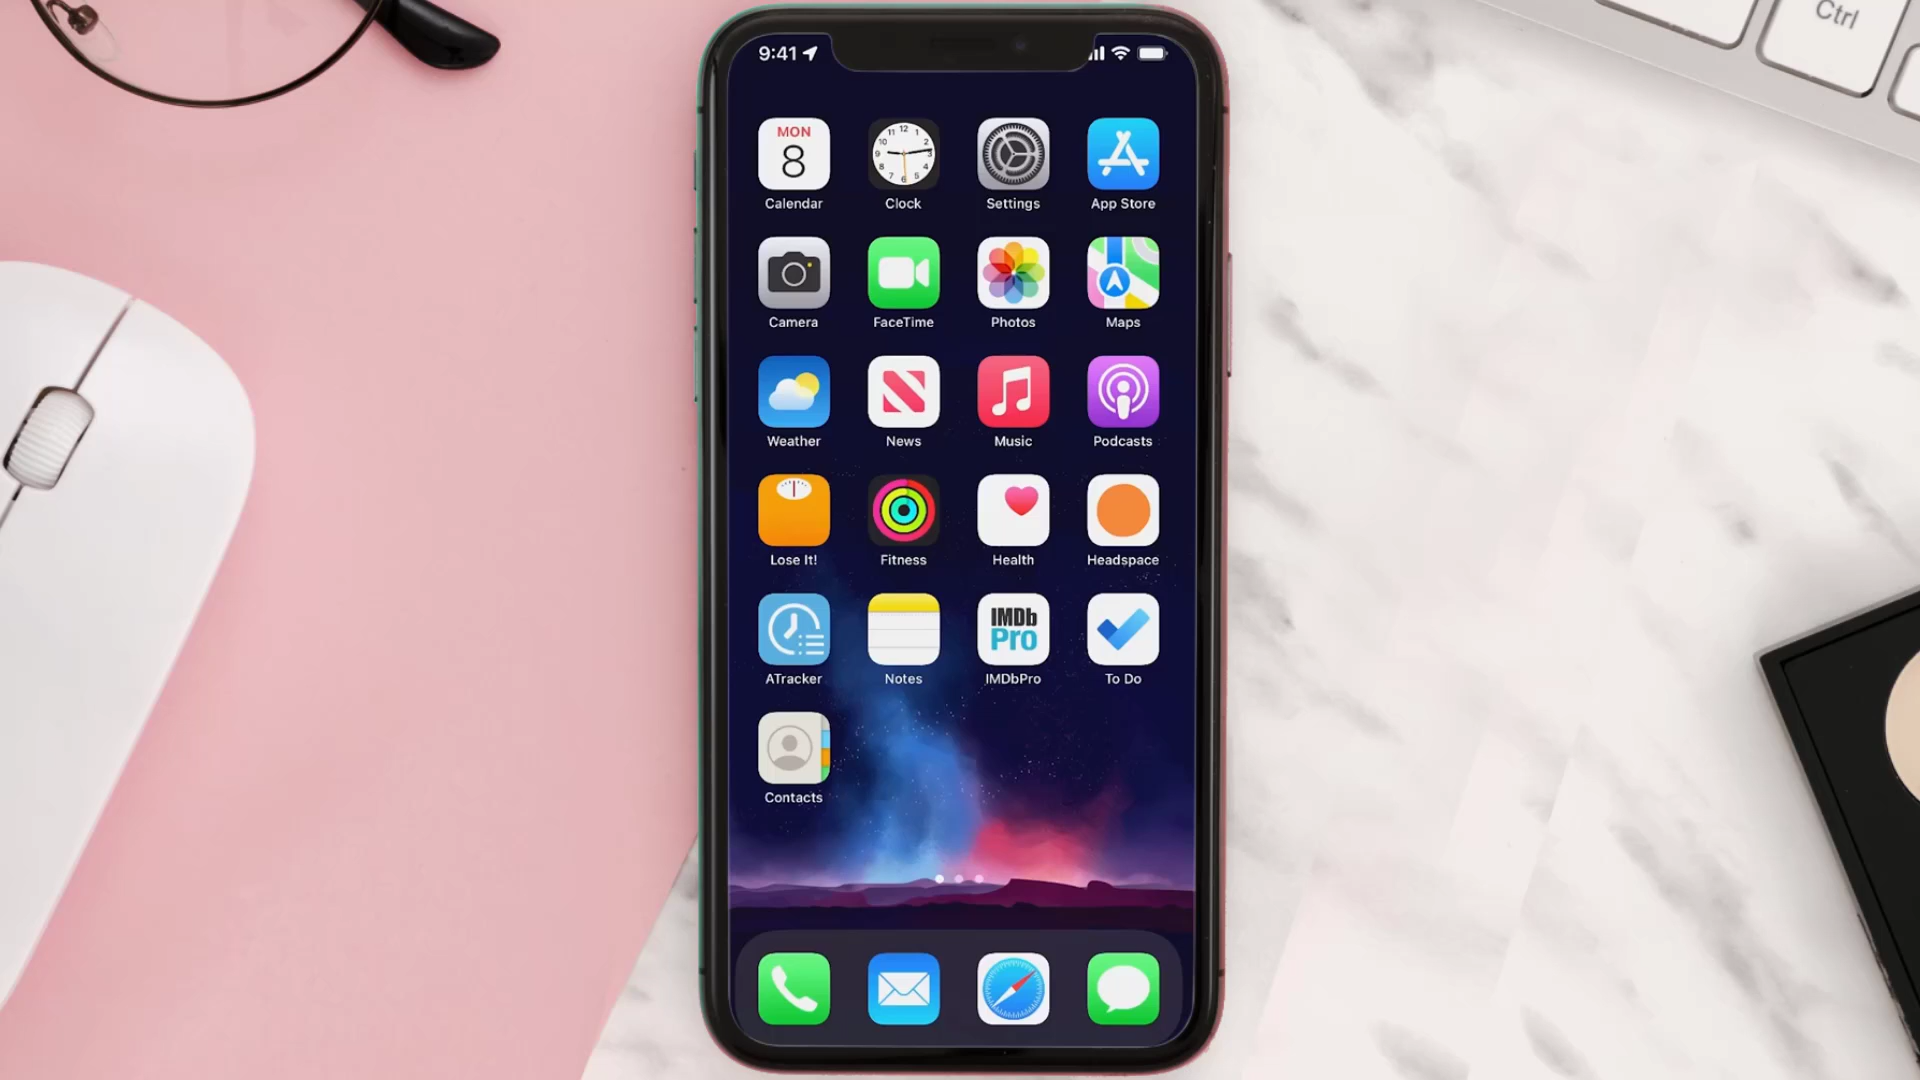 Ctrl
9:41
MON
8
Calendar
Clock
Settings
App Store
Camera
FaceTime
Photos
Maps
Weather
News
Music
Podcasts
Lose It!
Fitness
Health
Headspace
IMDb
Pro
ATracker
Notes
IMDbPro
To Do
Contacts